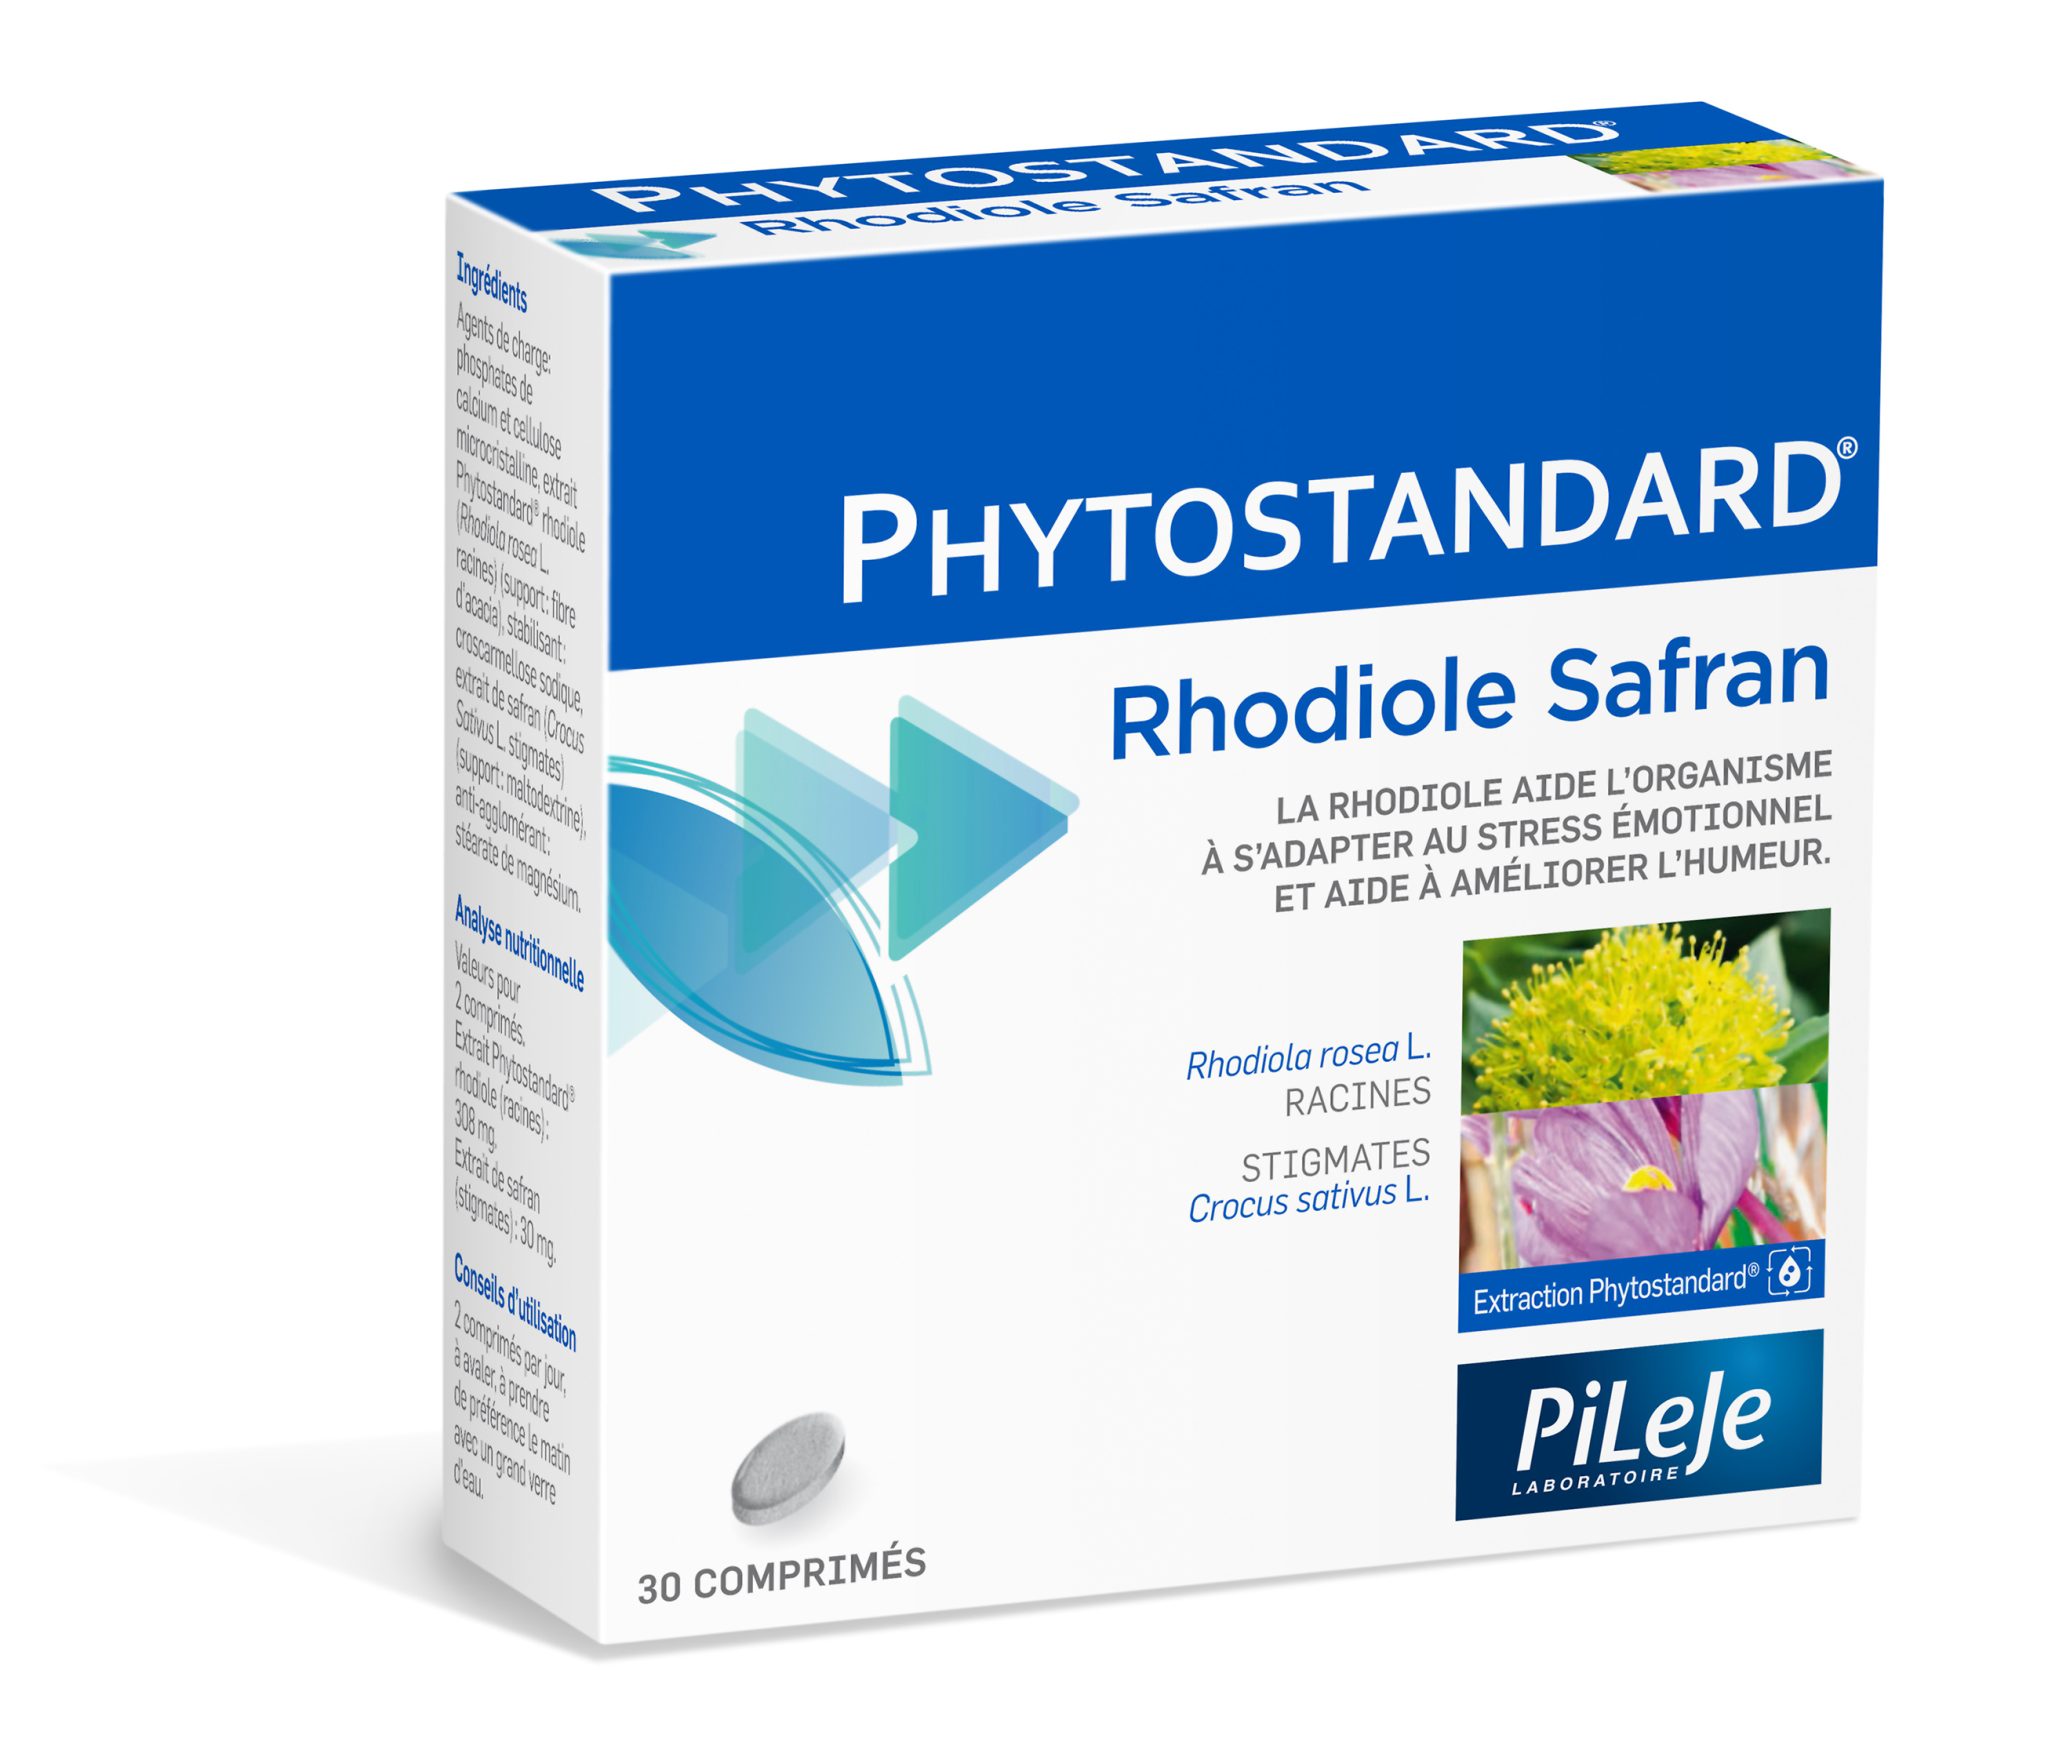 PHYTOSTANDARD®
Rhodiole Safran
Ingrédients
Agents de charge:
phosphates de
calcium et cellulose
microcristalline, extrait
Phytostandard® rhodiole
(Rhodiola rosea L.
racines) (support: fibre
d'acacia), stabilisant:
croscarmellose sodique,
extrait de safran (Crocus
Sativus L. stigmates)
(support: maltodextrine),
anti-agglomérant:
stéarate de magnésium.
Analyse nutritionnelle
Valeurs pour
2 comprimés.
Extrait Phytostandard®
rhodiole (racines) :
308 mg.
Extrait de safran
(stigmates) : 30 mg.
Conseils d'utilisation
2 comprimés par jour,
à avaler, à prendre
de préférence le matin
avec un grand verre
d'eau.
PHYTOSTANDARD®
Rhodiole Safran
LA RHODIOLE AIDE L'ORGANISME
À S'ADAPTER AU STRESS ÉMOTIONNEL
ET AIDE À AMÉLIORER L'HUMEUR.
Rhodiola rosea L.
RACINES
STIGMATES
Crocus sativus L.
Extraction Phytostandard®
PiLeJe
LABORATOIRE
30 COMPRIMÉS